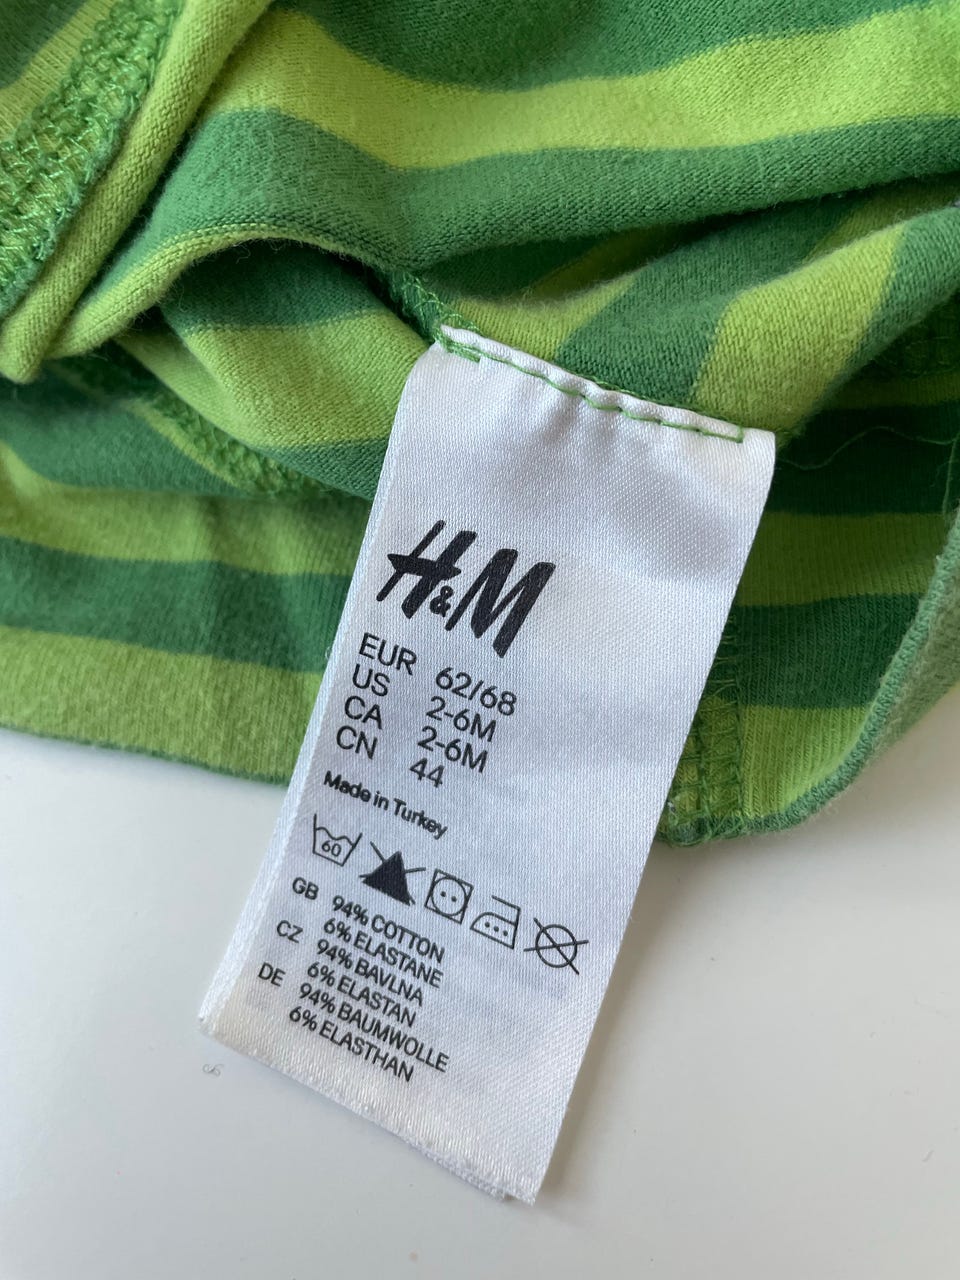 H&M
EUR 62/68
US 2-6M
CA 2-6M
CN 44
Made in Turkey
60
GB 94% COTTON
6% ELASTANE
CZ 94% BAVLNA
6% ELASTAN
DE 94% BAUMWOLLE
6% ELASTHAN